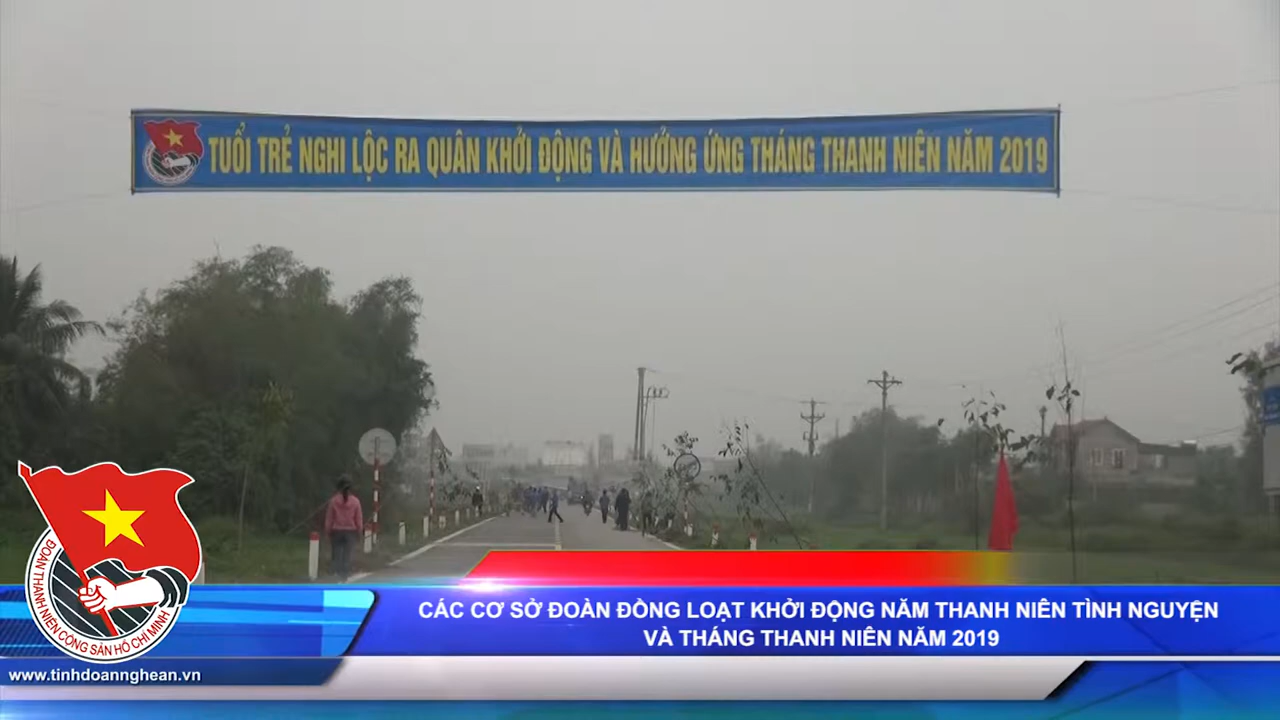 TUỔI TRẺ NGHI LỘC RA QUÂN KHỞI ĐỘNG VÀ HƯỞNG ỨNG THÁNG THANH NIÊN NĂM 2019
ĐOÀN THANH NIÊN CỘNG SẢN HỒ CHÍ MINH
CÁC CƠ SỞ ĐOÀN ĐỒNG LOẠT KHỞI ĐỘNG NĂM THANH NIÊN TÌNH NGUYỆN
VÀ THÁNG THANH NIÊN NĂM 2019
www.tinhdoannghean.vn